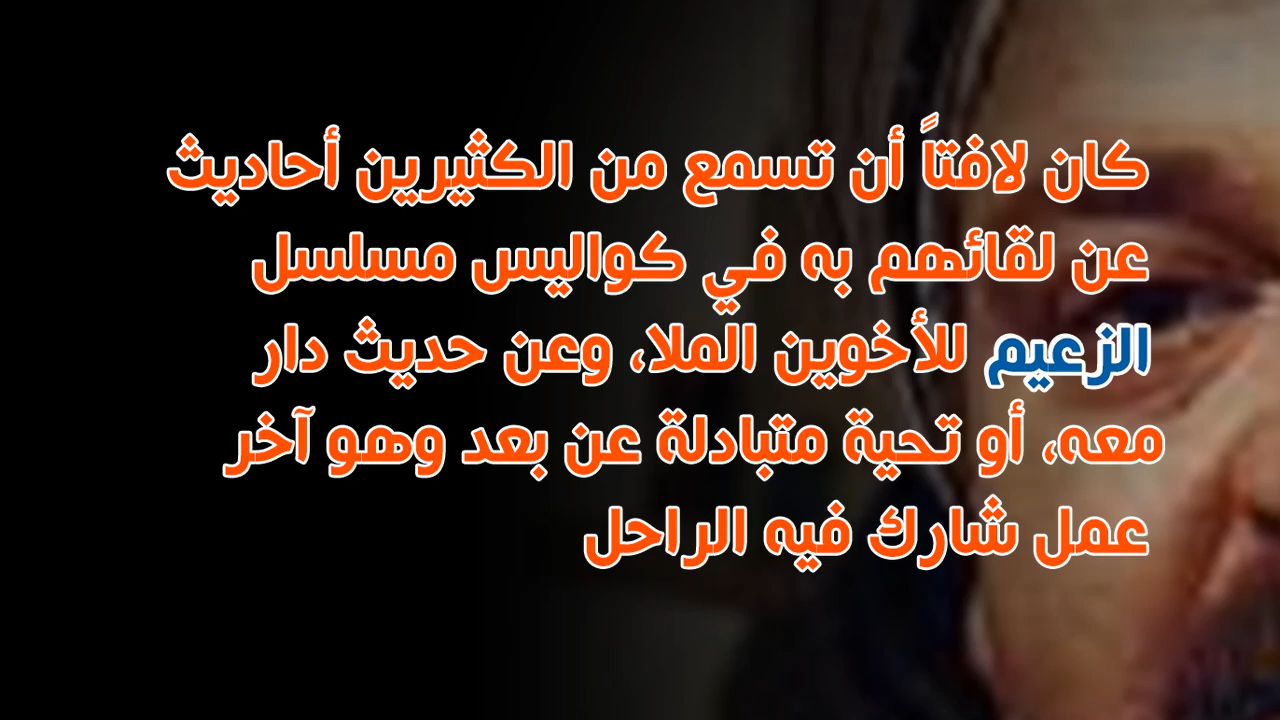 كان لافتاً أن تسمع من الكثيرين أحاديث
عن لقائهم به في كواليس مسلسل
الزعيم للأخوين الملا، وعن حديث دار
معه، أو تحية متبادلة عن بعد وهو آخر
عمل شارك فيه الراحل